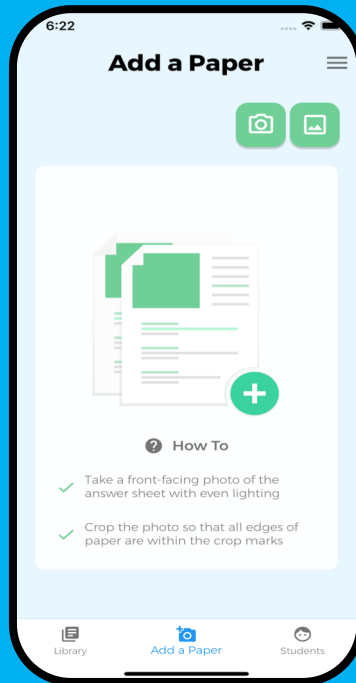 6:22
Add a Paper
How To
Take a front-facing photo of the
answer sheet with even lighting
Crop the photo so that all edges of
paper are within the crop marks
Library
Add a Paper
Students